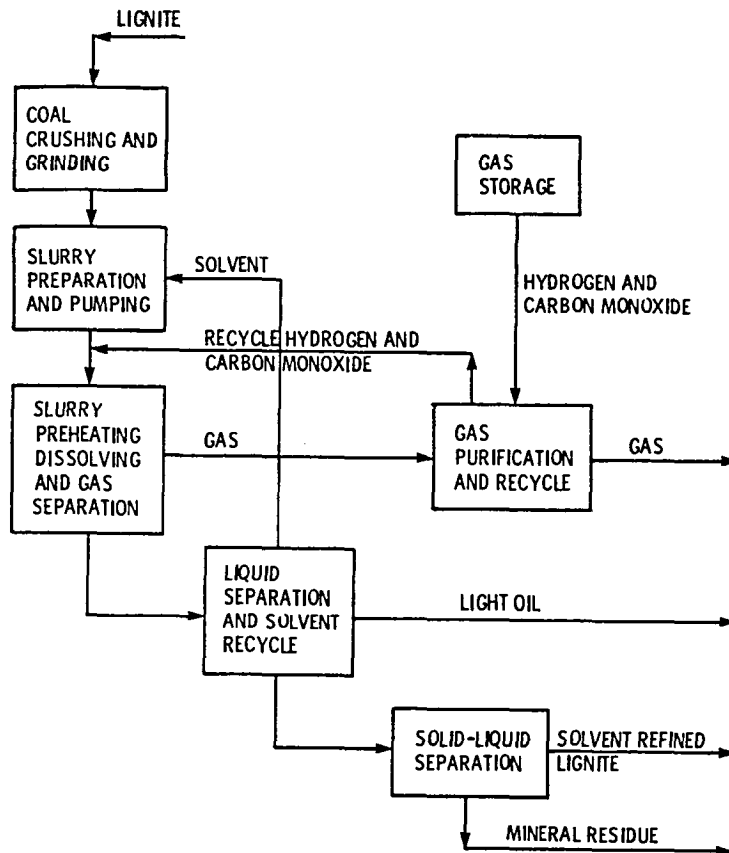 LIGNITE
COAL
CRUSHING AND
GRINDING
GAS
STORAGE
SLURRY
PREPARATION
AND PUMPING
SOLVENT
HYDROGEN AND
CARBON MONOXIDE
RECYCLE HYDROGEN AND
CARBON MONOXIDE
SLURRY
PREHEATING
DISSOLVING
AND GAS
SEPARATION
GAS
GAS
PURIFICATION
AND RECYCLE
GAS
LIQUID
SEPARATION
AND SOLVENT
RECYCLE
LIGHT OIL
SOLID-LIQUID
SEPARATION
SOLVENT REFINED
LIGNITE
MINERAL RESIDUE